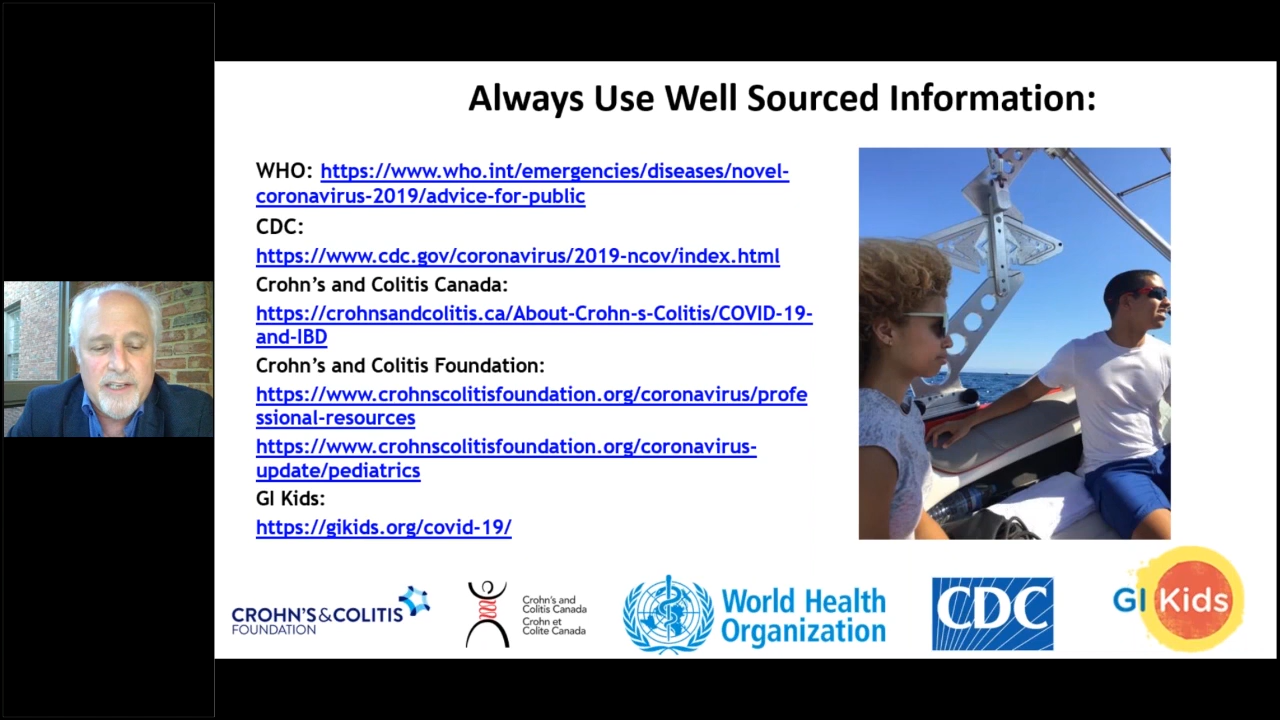 Always Use Well Sourced Information:
WHO: https://www.who.int/emergencies/diseases/novel-
coronavirus-2019/advice-for-public
CDC:
https://www.cdc.gov/coronavirus/2019-ncov/index.html
Crohn’s and Colitis Canada:
https://crohnsandcolitis.ca/About-Crohn-s-Colitis/COVID-19-
and-IBD
Crohn’s and Colitis Foundation:
https://www.crohnscolitisfoundation.org/coronavirus/profe
ssional-resources
https://www.crohnscolitisfoundation.org/coronavirus-
update/pediatrics
GI Kids:
https://gikids.org/covid-19/
CROHN'S & COLITIS
FOUNDATION
Crohn's and
Colitis Canada
Crohn et
Colite Canada
World Health
Organization
CDC
GI Kids